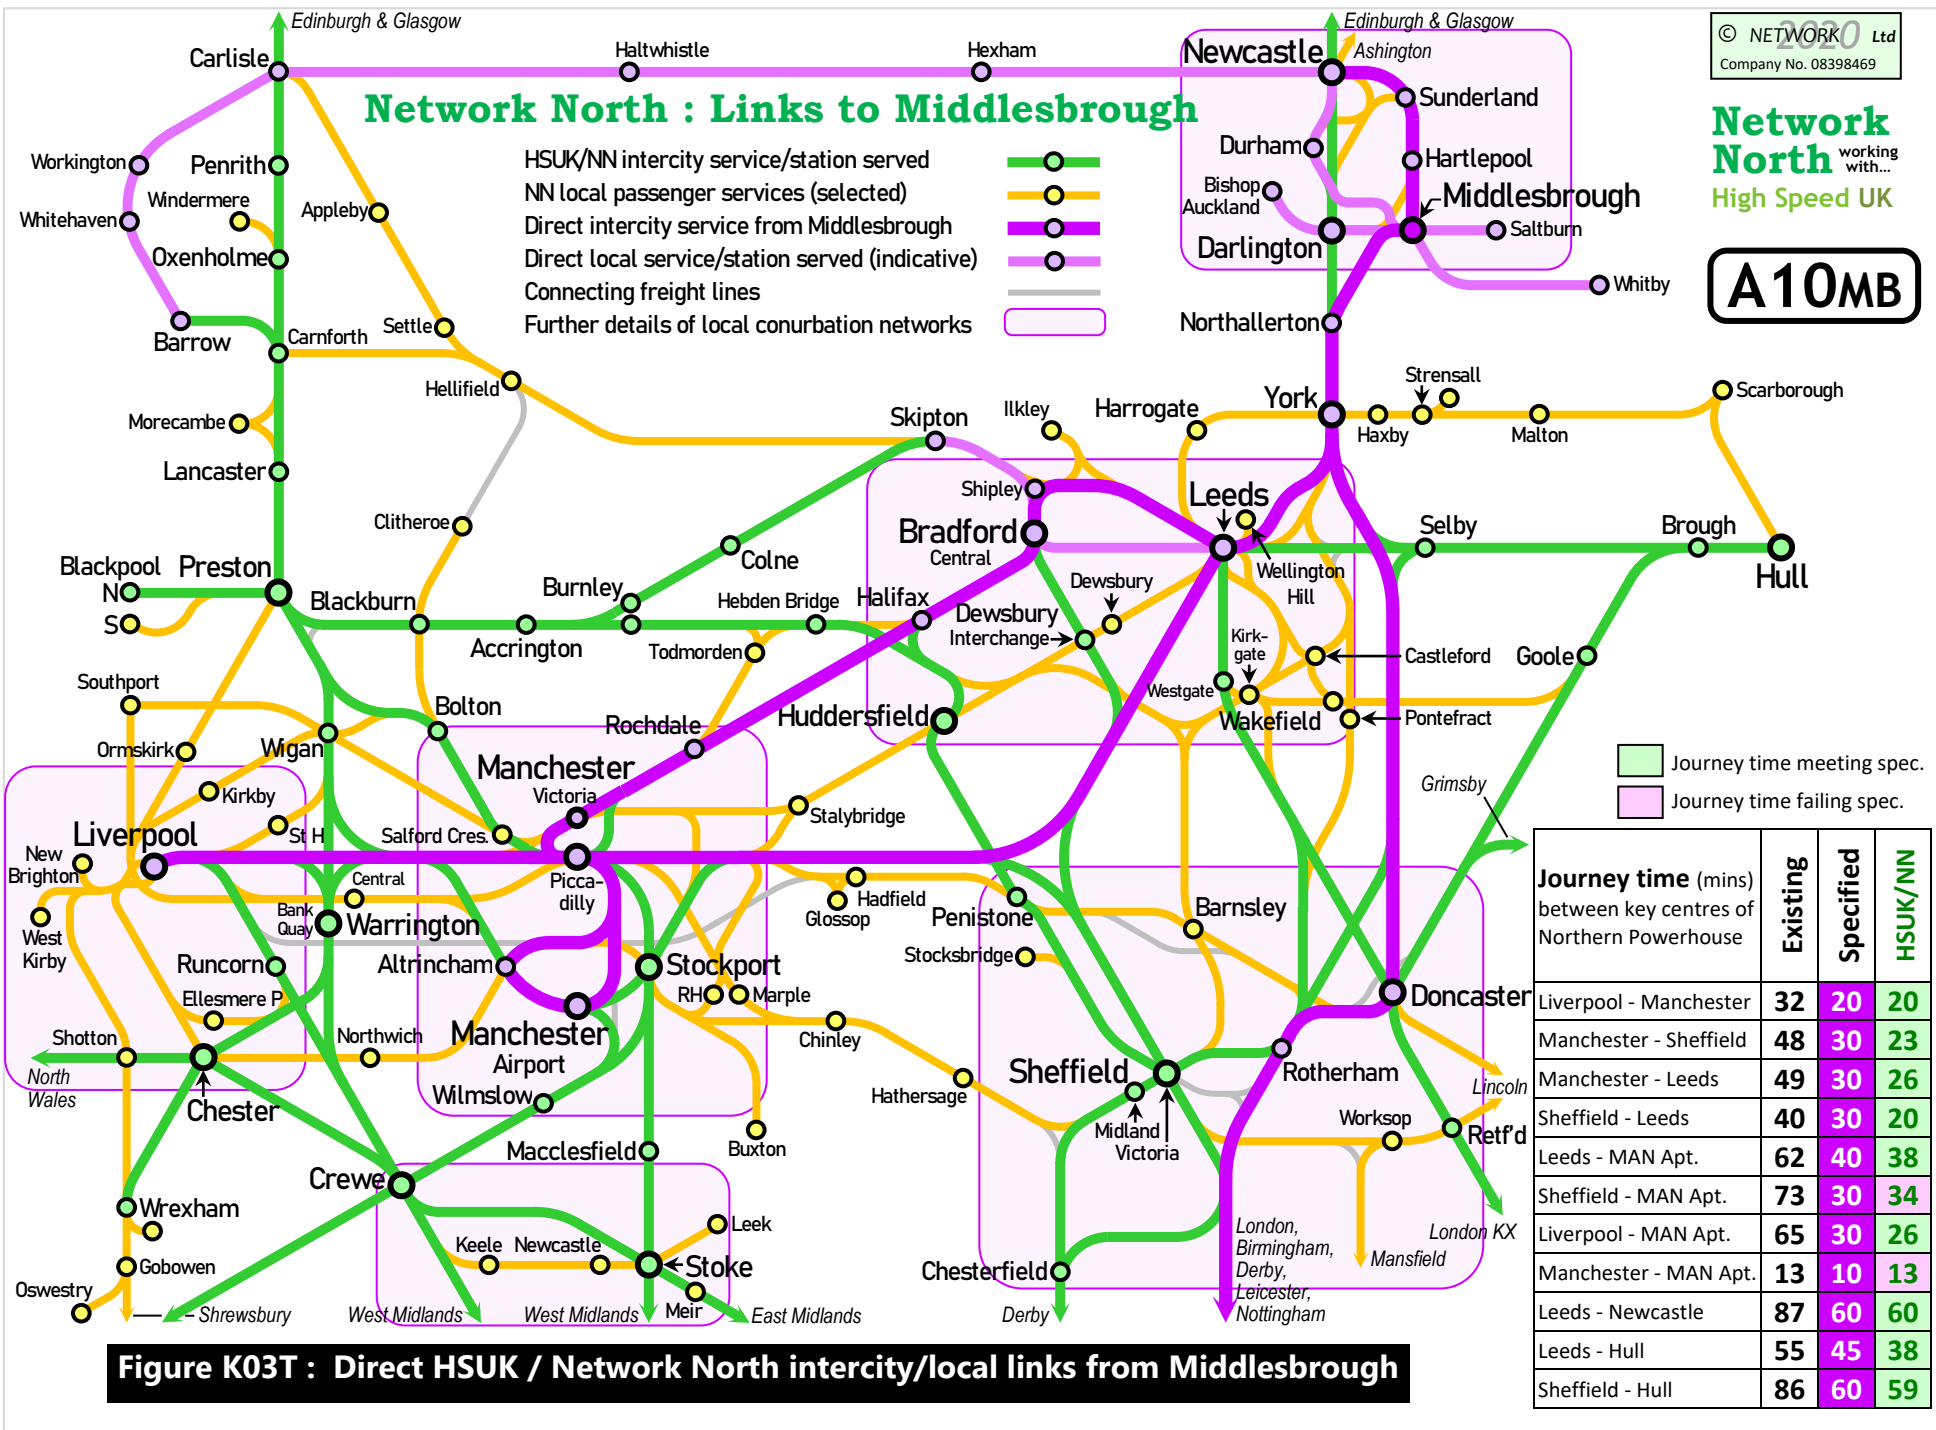 Edinburgh & Glasgow
Edinburgh & Glasgow
© NETWORK 2020 Ltd
Company No. 08398469
Carlisle
Haltwhistle
Hexham
Newcastle
Ashington
Network North : Links to Middlesbrough
Sunderland
Network
North working
with...
High Speed UK
HSUK/NN intercity service/station served
NN local passenger services (selected)
Direct intercity service from Middlesbrough
Direct local service/station served (indicative)
Connecting freight lines
Further details of local conurbation networks
Durham
Hartlepool
Bishop
Auckland
Middlesbrough
Saltburn
Darlington
Whitby
A10MB
Workington
Penrith
Windermere
Appleby
Whitehaven
Oxenholme
Barrow
Carnforth
Settle
Northallerton
Hellifield
Strensall
Scarborough
Morecambe
Skipton
Ilkley
Harrogate
York
Haxby
Malton
Lancaster
Shipley
Leeds
Clitheroe
Bradford
Central
Selby
Brough
Hull
Blackpool
N
S
Preston
Colne
Wellington
Hill
Dewsbury
Burnley
Blackburn
Hebden Bridge
Halifax
Dewsbury
Interchange
Accrington
Todmorden
Kirk-
gate
Castleford
Goole
Southport
Westgate
Bolton
Rochdale
Huddersfield
Wakefield
Pontefract
Ormskirk
Wigan
Manchester
Victoria
Journey time meeting spec.
Journey time failing spec.
Kirkby
Grimsby
Liverpool
St H
Salford Cres.
Stalybridge
New
Brighton
Picca-
dilly
Central
Hadfield
Glossop
Penistone
Barnsley
Bank
Quay
Warrington
West
Kirby
Stocksbridge
Runcorn
Altrincham
Stockport
RH
Marple
Doncaster
Ellesmere P
Manchester
Airport
Chinley
Shotton
Northwich
North
Wales
Sheffield
Rotherham
Wilmslow
Hathersage
Lincoln
Chester
Midland
Victoria
Worksop
Retf'd
Macclesfield
Buxton
Crewe
Wrexham
Leek
London,
Birmingham,
Derby,
Leicester,
Nottingham
London KX
Keele
Newcastle
Mansfield
Gobowen
Stoke
Chesterfield
Oswestry
Meir
Shrewsbury
West Midlands
West Midlands
East Midlands
Derby
Journey time (mins)
between key centres of
Northern Powerhouse
Existing
Specified
HSUK/NN
Liverpool - Manchester 32 20 20
Manchester - Sheffield 48 30 23
Manchester - Leeds 49 30 26
Sheffield - Leeds 40 30 20
Leeds - MAN Apt. 62 40 38
Sheffield - MAN Apt. 73 30 34
Liverpool - MAN Apt. 65 30 26
Manchester - MAN Apt. 13 10 13
Leeds - Newcastle 87 60 60
Leeds - Hull 55 45 38
Sheffield - Hull 86 60 59
Figure K03T : Direct HSUK / Network North intercity/local links from Middlesbrough